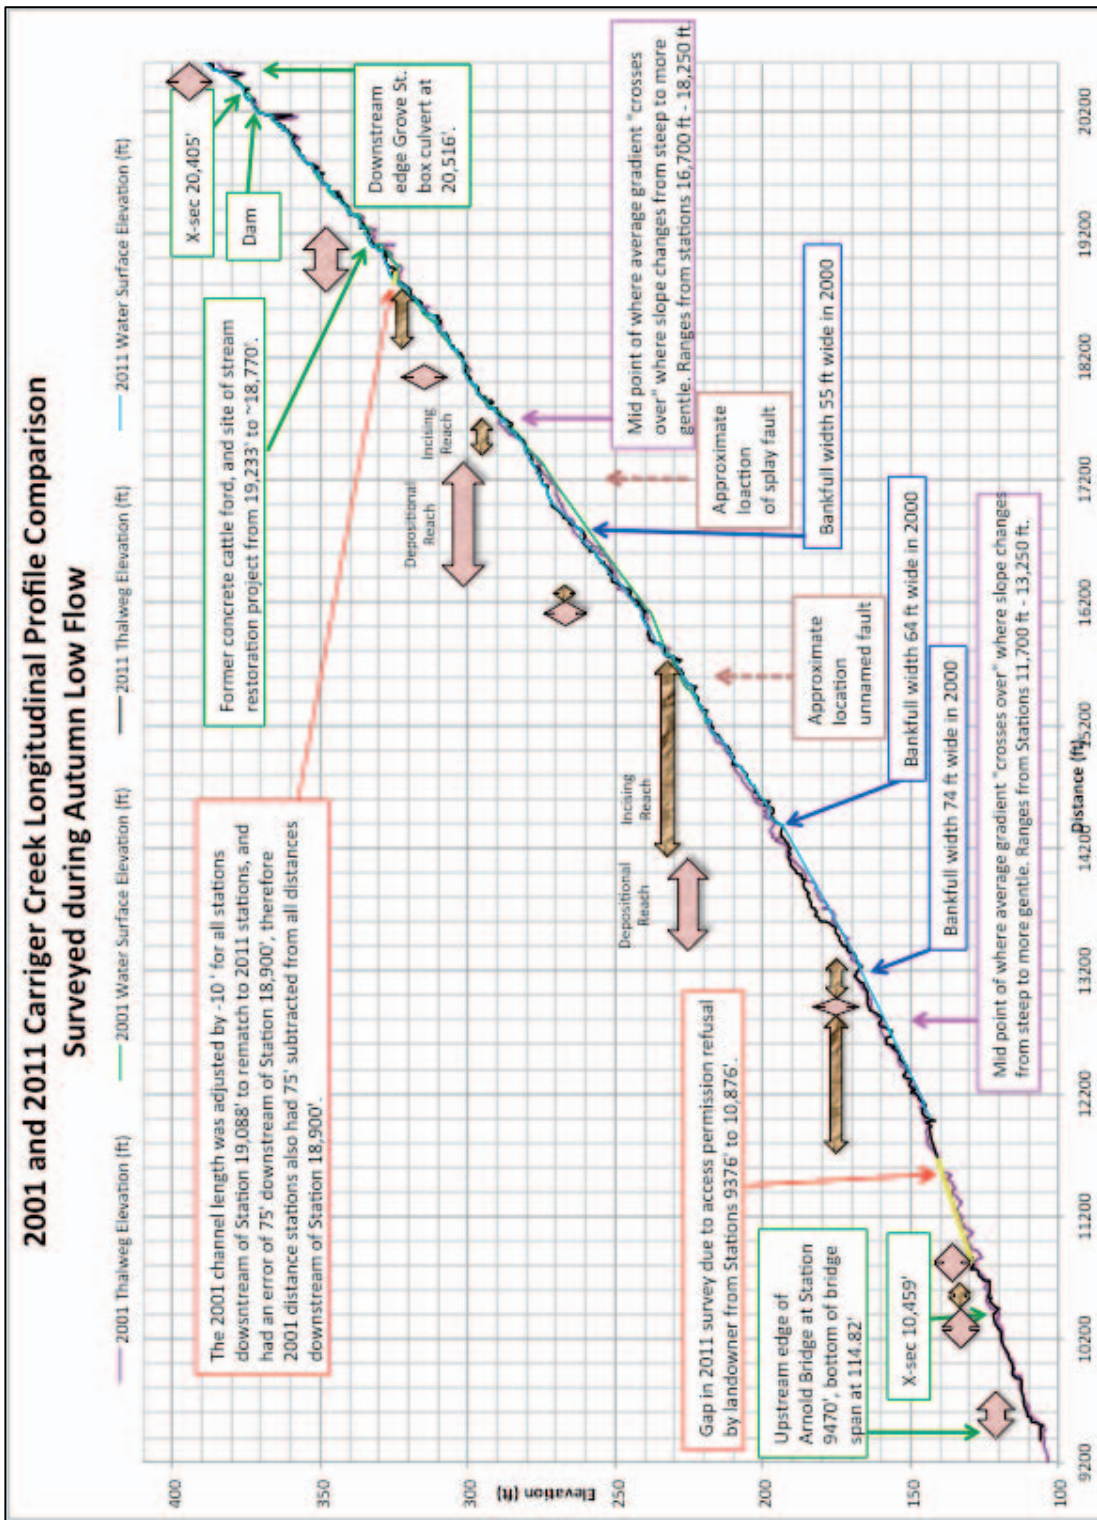 2001 and 2011 Carriger Creek Longitudinal Profile Comparison
Surveyed during Autumn Low Flow
2001 Thalweg Elevation (ft)
2001 Water Surface Elevation (ft)
2011 Thalweg Elevation (ft)
2011 Water Surface Elevation (ft)
The 2001 channel length was adjusted by -10 ' for all stations
downstream of Station 19,088' to rematch to 2011 stations, and
had an error of 75' downstream of Station 18,900', therefore
2001 distance stations also had 75' subtracted from all distances
downstream of Station 18,900'.
Former concrete cattle ford, and site of stream
restoration project from 19,233' to ~18,770'.
X-sec 20,405'
Dam
Downstream
edge Grove St.
box culvert at
20,516'.
Depositional
Reach
Incising
Reach
Depositional
Reach
Incising
Reach
Mid point of where average gradient "crosses
over" where slope changes from steep to more
gentle. Ranges from stations 16,700 ft - 18,250 ft.
Approximate
loaction
of splay fault
Bankfull width 55 ft wide in 2000
Approximate
location
unnamed fault
Bankfull width 64 ft wide in 2000
Bankfull width 74 ft wide in 2000
Gap in 2011 survey due to access permission refusal
by landowner from Stations 9376' to 10,876'.
Upstream edge of
Arnold Bridge at Station
9470', bottom of bridge
span at 114.82'
X-sec 10,459'
Mid point of where average gradient "crosses over" where slope changes
from steep to more gentle. Ranges from Stations 11,700 ft - 13,250 ft.
Elevation (ft)
400
350
300
250
200
150
100
9200
10200
11200
12200
13200
14200
15200
16200
17200
18200
19200
20200
Distance (ft)